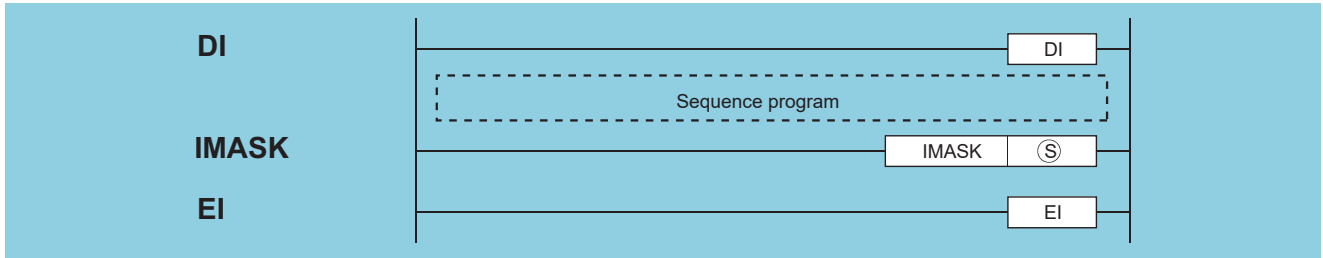 DI DI
Sequence program
IMASK IMASK Ⓢ
EI EI